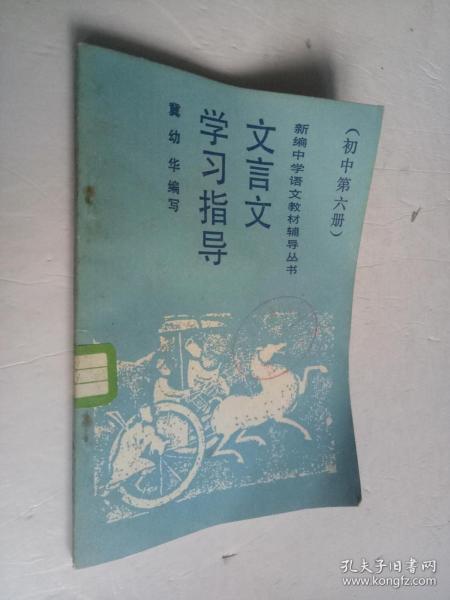 （初中第六册）
新编中学语文教材辅导丛书
文言文
学习指导
冀幼华编写
孔夫子旧书网
www.kongfz.com